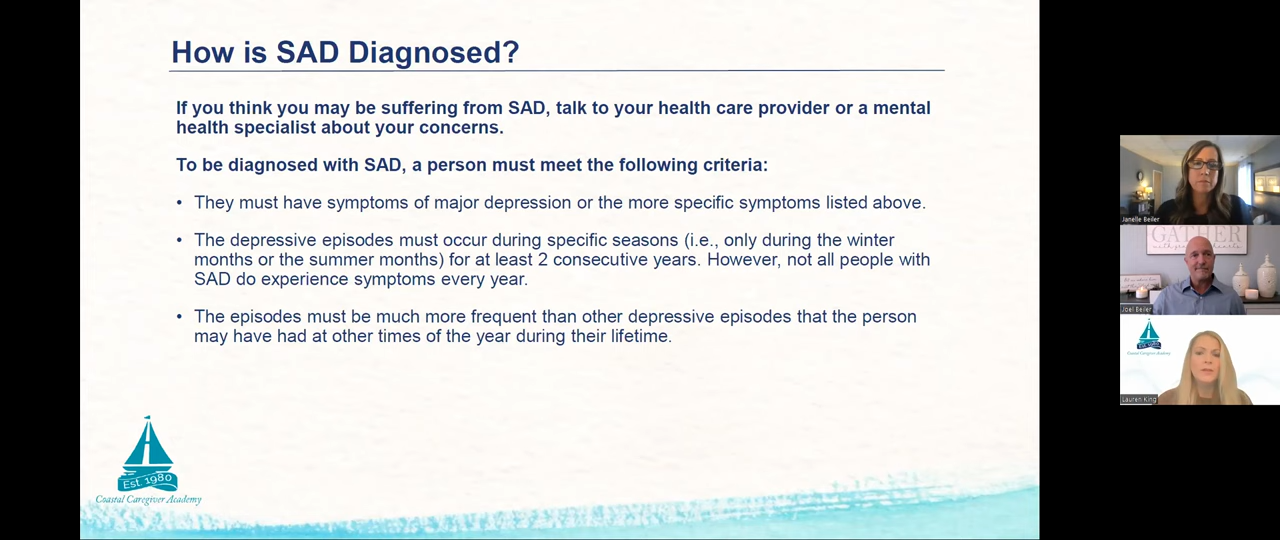 How is SAD Diagnosed?
If you think you may be suffering from SAD, talk to your health care provider or a mental
health specialist about your concerns.
To be diagnosed with SAD, a person must meet the following criteria:
• They must have symptoms of major depression or the more specific symptoms listed above.
• The depressive episodes must occur during specific seasons (i.e., only during the winter
months or the summer months) for at least 2 consecutive years. However, not all people with
SAD do experience symptoms every year.
• The episodes must be much more frequent than other depressive episodes that the person
may have had at other times of the year during their lifetime.
Est. 1980
Coastal Caregiver Academy
Janelle Beiler
GATHER
Joel Beiler
Coastal Caregiver Academy
Lauren King